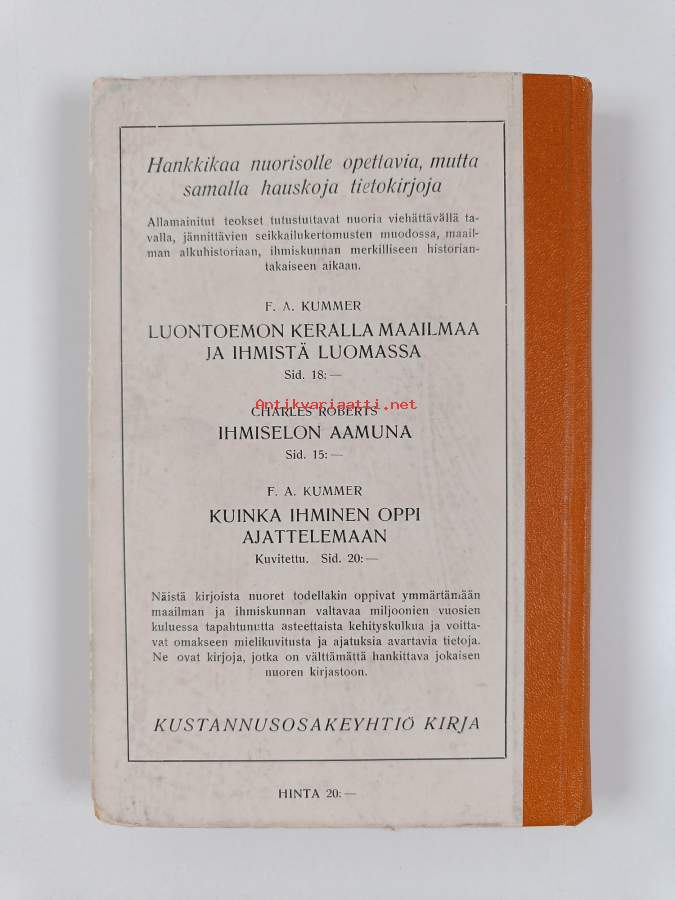 Hankkikaa nuorisolle opettavia, mutta
samalla hauskoja tietokirjoja
Allamainitut teokset tutustuttavat nuoria viehättävällä ta-
valla, jännittävien seikkailukertomusten muodossa, maail-
man alkuhistoriaan, ihmiskunnan merkilliseen historian-
takaiseen aikaan.
F. A. KUMMER
LUONTOEMON KERALLA MAAILMAA
JA IHMISTÄ LUOMASSA
Sid. 18: —
Antikvariaatti.net
CHARLES ROBERTS
IHMISELON AAMUNA
Sid. 15: —
F. A. KUMMER
KUINKA IHMINEN OPPI
AJATTELEMAAN
Kuvitettu. Sid. 20: —
Näistä kirjoista nuoret todellakin oppivat ymmärtämään
maailman ja ihmiskunnan valtavaa miljoonien vuosien
kuluessa tapahtunutta asteettaista kehityskulkua ja voitta-
vat omakseen mielikuvitusta ja ajatuksia avartavia tietoja.
Ne ovat kirjoja, jotka on välttämättä hankittava jokaisen
nuoren kirjastoon.
KUSTANNUSOSAKEYHTIÖ KIRJA
HINTA 20: —